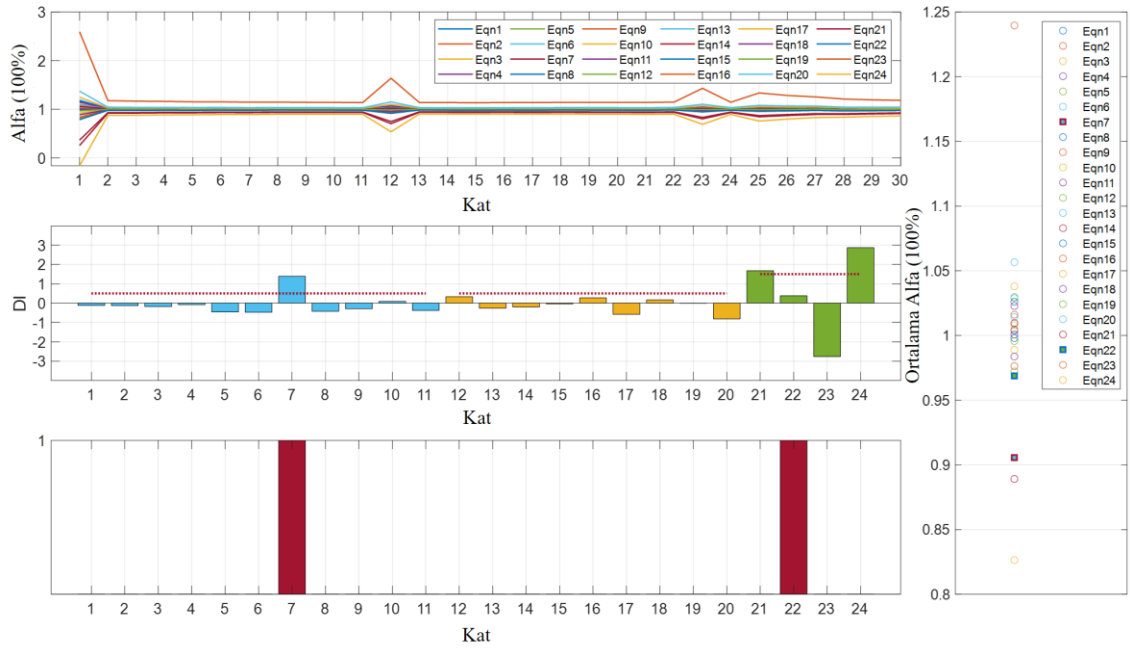 3
2
1
0
Alfa (100%)
Eqn1 Eqn5 Eqn9 Eqn13 Eqn17 Eqn21
Eqn2 Eqn6 Eqn10 Eqn14 Eqn18 Eqn22
Eqn3 Eqn7 Eqn11 Eqn15 Eqn19 Eqn23
Eqn4 Eqn8 Eqn12 Eqn16 Eqn20 Eqn24
1 2 3 4 5 6 7 8 9 10 11 12 13 14 15 16 17 18 19 20 21 22 23 24 25 26 27 28 29 30
Kat
3
2
1
0
-1
-2
-3
DI
1 2 3 4 5 6 7 8 9 10 11 12 13 14 15 16 17 18 19 20 21 22 23 24
Kat
1
1 2 3 4 5 6 7 8 9 10 11 12 13 14 15 16 17 18 19 20 21 22 23 24
Kat
1.25
1.2
1.15
1.1
1.05
1
0.95
0.9
0.85
0.8
Ortalama Alfa (100%)
Eqn1
Eqn2
Eqn3
Eqn4
Eqn5
Eqn6
Eqn7
Eqn8
Eqn9
Eqn10
Eqn11
Eqn12
Eqn13
Eqn14
Eqn15
Eqn16
Eqn17
Eqn18
Eqn19
Eqn20
Eqn21
Eqn22
Eqn23
Eqn24